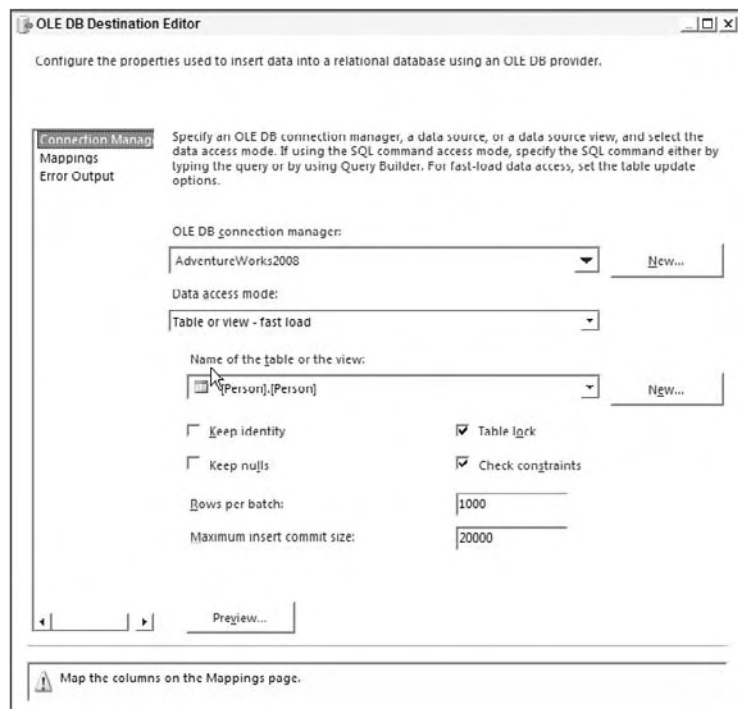 OLE DB Destination Editor
Configure the properties used to insert data into a relational database using an OLE DB provider.
Connection Manag
Mappings
Error Output
Specify an OLE DB connection manager, a data source, or a data source view, and select the
data access mode. If using the SQL command access mode, specify the SQL command either by
typing the query or by using Query Builder. For fast-load data access, set the table update
options.
OLE DB connection manager:
AdventureWorks2008
New...
Data access mode:
Table or view - fast load
Name of the table or the view:
[Person].[Person]
New...
Keep identity
Table lock
Keep nulls
Check constraints
Rows per batch:
1000
Maximum insert commit size:
20000
Preview...
Map the columns on the Mappings page.